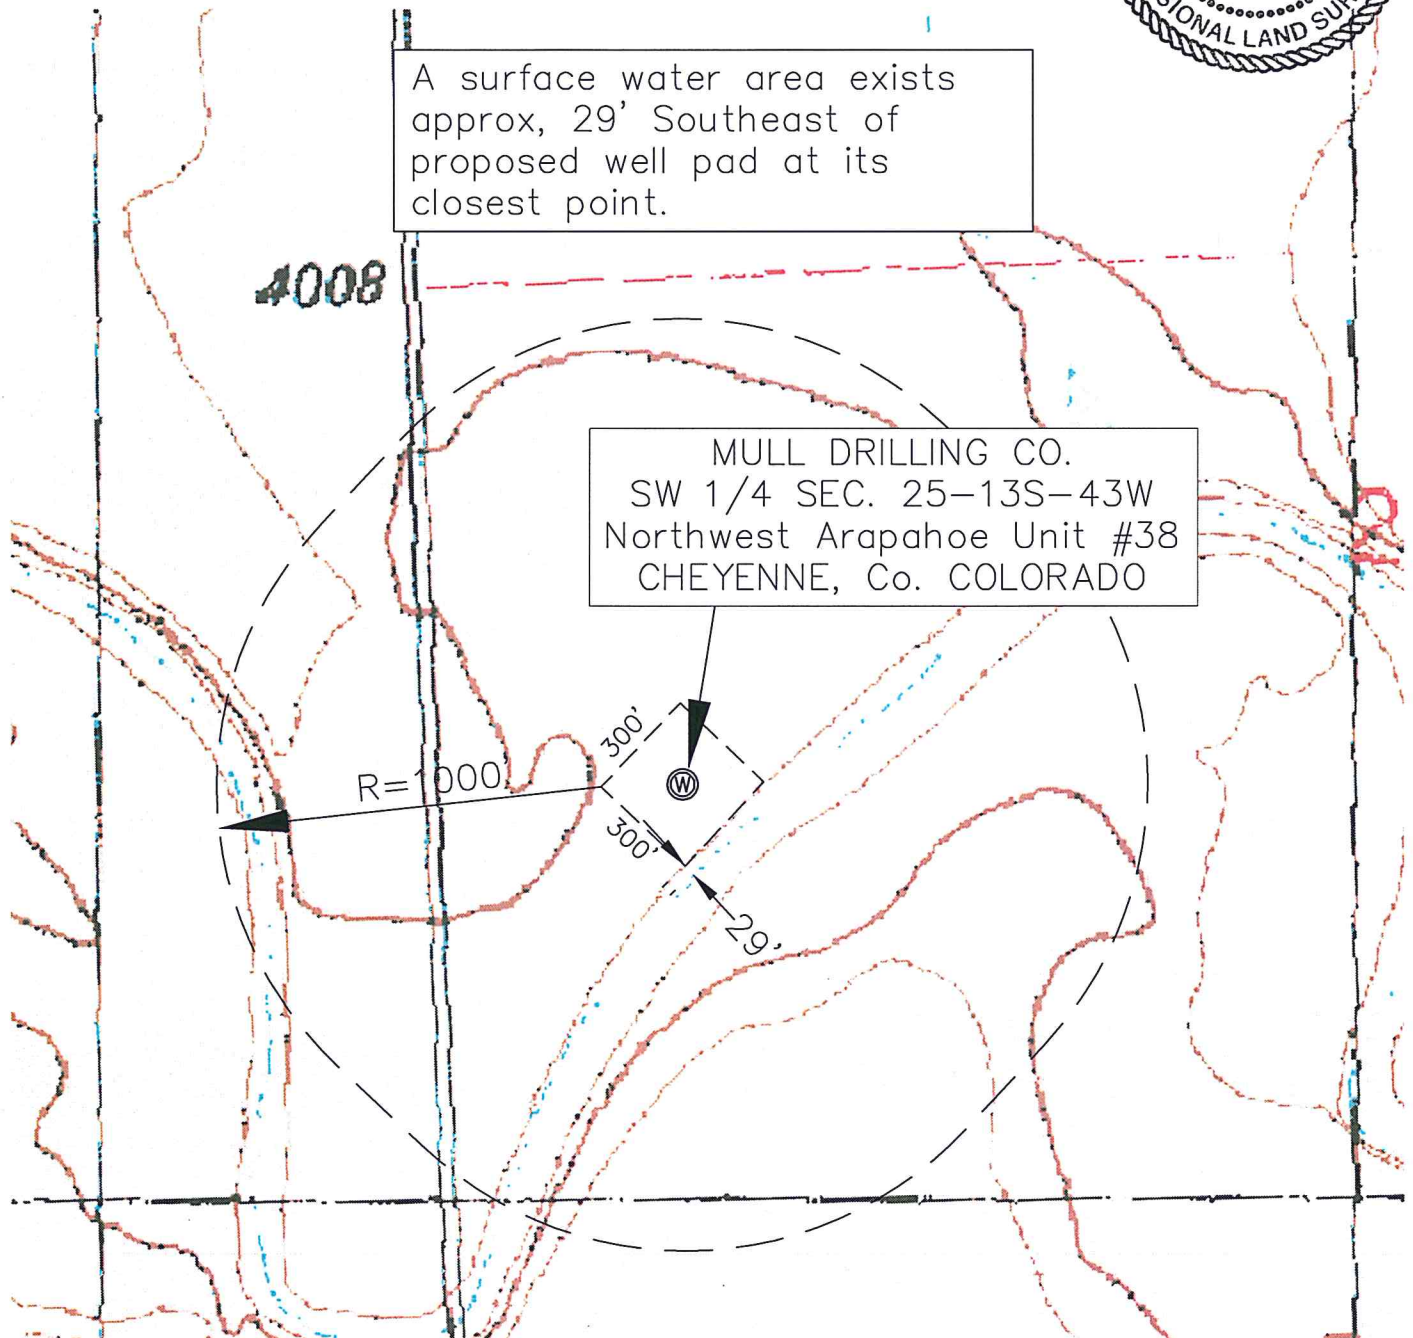 SIONAL LAND SUR
A surface water area exists
approx, 29' Southeast of
proposed well pad at its
closest point.
4008
MULL DRILLING CO.
SW 1/4 SEC. 25-13S-43W
Northwest Arapahoe Unit #38
CHEYENNE, Co. COLORADO
300'
R=1000'
W
300'
29'